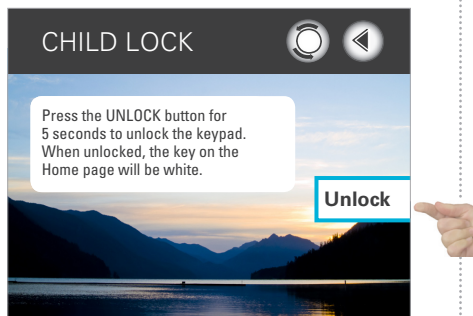 CHILD LOCK
Press the UNLOCK button for
5 seconds to unlock the keypad.
When unlocked, the key on the
Home page will be white.
Unlock